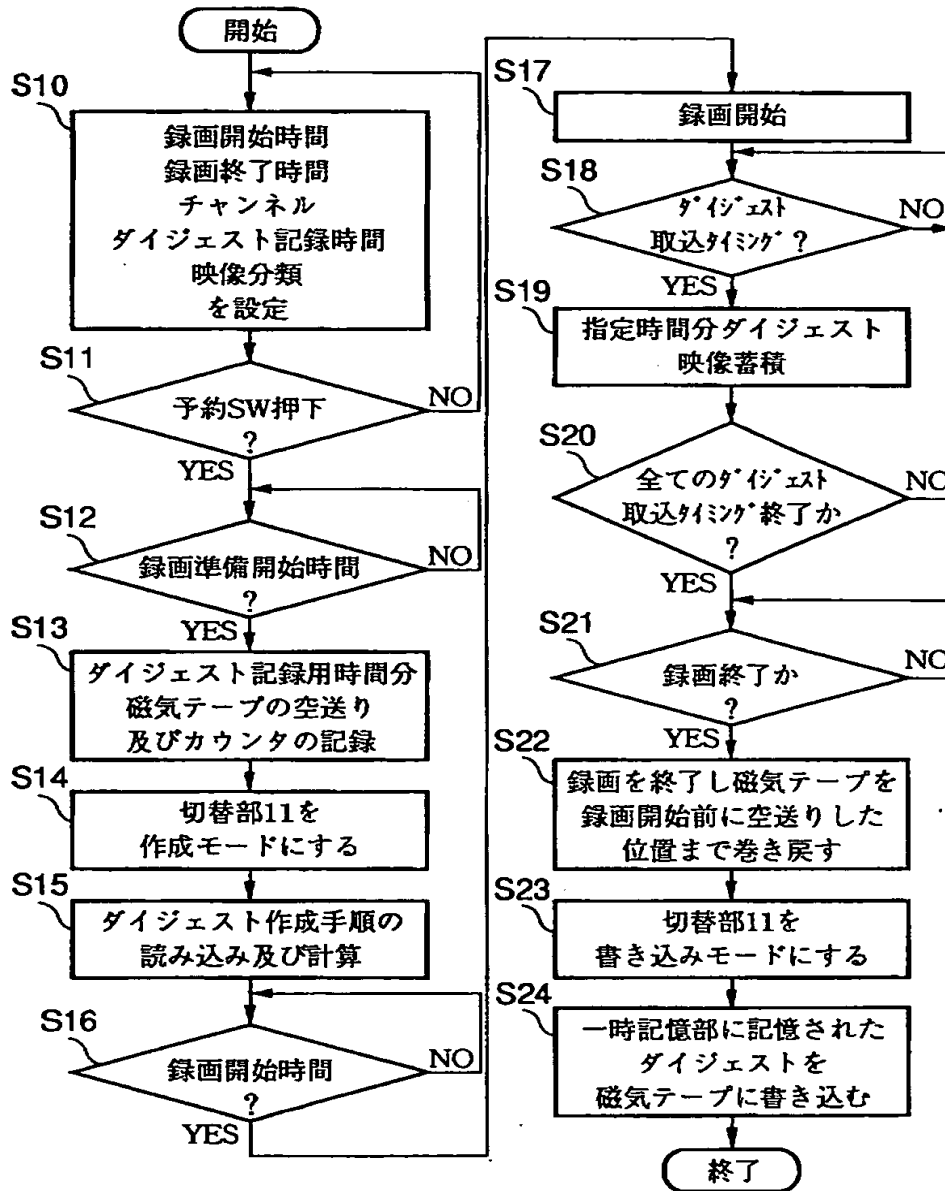 開始
S10
録画開始時間
録画終了時間
チャンネル
ダイジェスト記録時間
映像分類
を設定
S11
予約SW押下
?
NO
YES
S12
録画準備開始時間
?
NO
YES
S13
ダイジェスト記録用時間分
磁気テープの空送り
及びカウンタの記録
S14
切替部11を
作成モードにする
S15
ダイジェスト作成手順の
読み込み及び計算
S16
録画開始時間
?
NO
YES
S17
録画開始
S18
ダイジェスト
取込タイミング?
NO
YES
S19
指定時間分ダイジェスト
映像蓄積
S20
全てのダイジェスト
取込タイミング終了か
?
NO
YES
S21
録画終了か
?
NO
YES
S22
録画を終了し磁気テープを
録画開始前に空送りした
位置まで巻き戻す
S23
切替部11を
書き込みモードにする
S24
一時記憶部に記憶された
ダイジェストを
磁気テープに書き込む
終了